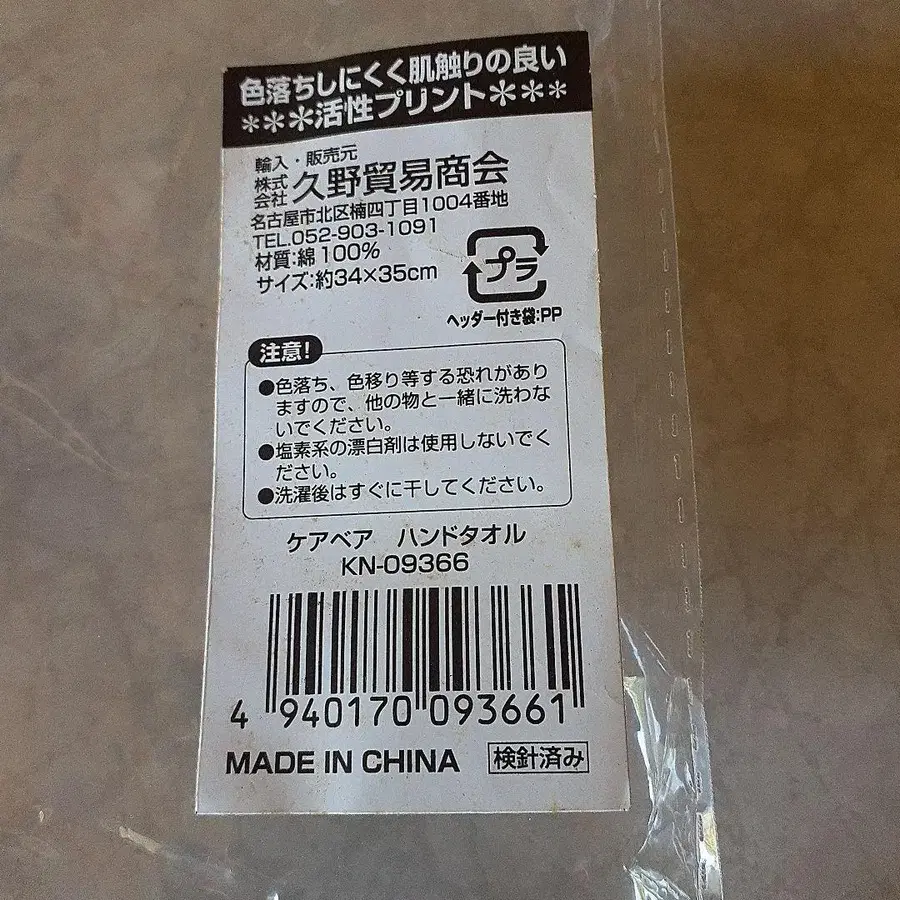 色落ちしにくく肌触りの良い
***活性プリント***
輸入・販売元
株式会社 久野貿易商会
名古屋市北区楠四丁目1004番地
TEL.052-903-1091
材質:綿100%
サイズ:約34×35cm
プラ
ヘッダー付き袋:PP
注意!
●色落ち、色移り等する恐れがあり
ますので、他の物と一緒に洗わな
いでください。
●塩素系の漂白剤は使用しないでく
ださい。
●洗濯後はすぐに干してください。
ケアベア ハンドタオル
KN-09366
4 940170 093661
MADE IN CHINA 検針済み